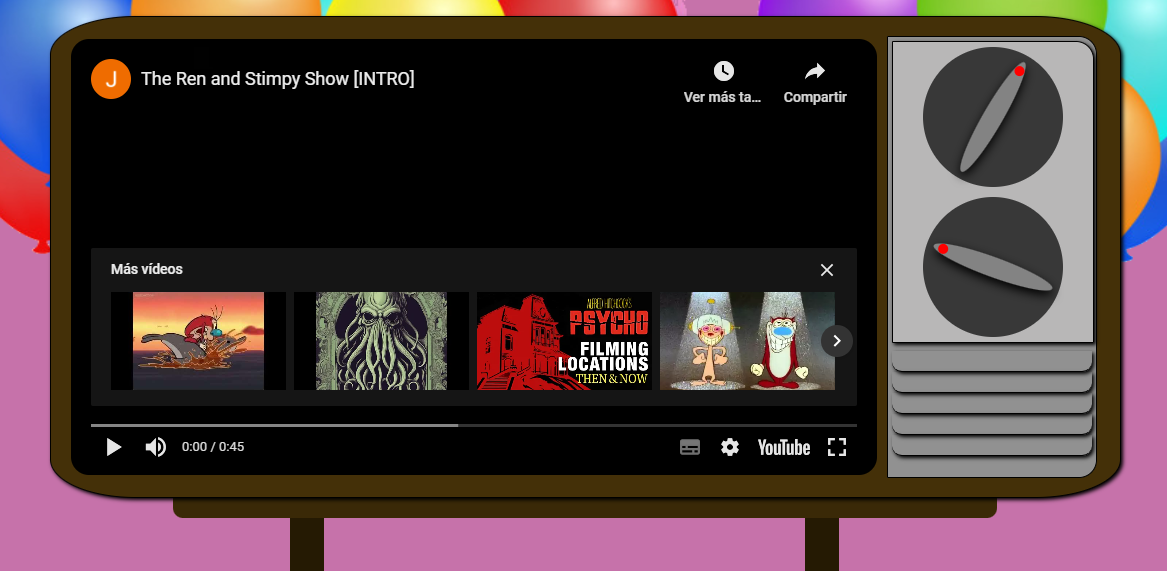 J
The Ren and Stimpy Show [INTRO]
Ver más ta...
Compartir
Más vídeos
ALFRED HITCHCOCK'S
PSYCHO
FILMING
LOCATIONS
THEN & NOW
0:00 / 0:45
YouTube